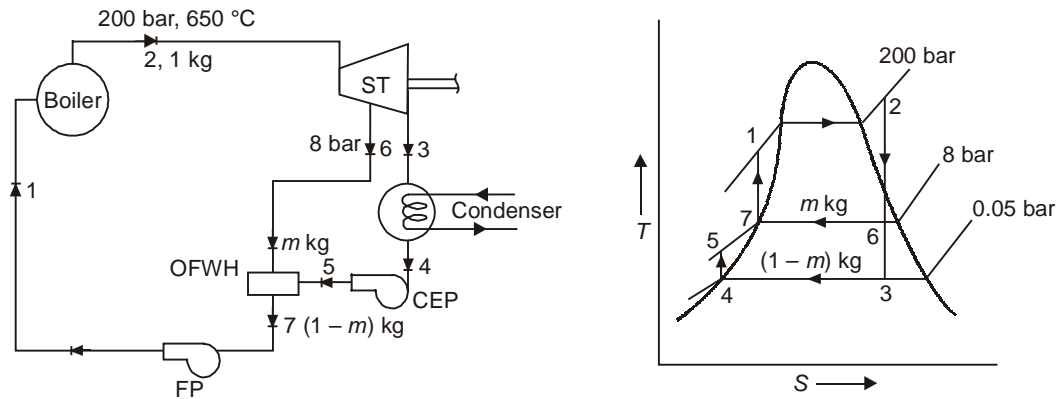 200 bar, 650 °C
2, 1 kg
Boiler
ST
8 bar
6
3
1
Condenser
m kg
4
OFWH
5
CEP
7 (1 – m) kg
FP
200 bar
2
1
8 bar
m kg
7
0.05 bar
6
T
5
(1 – m) kg
4
3
S